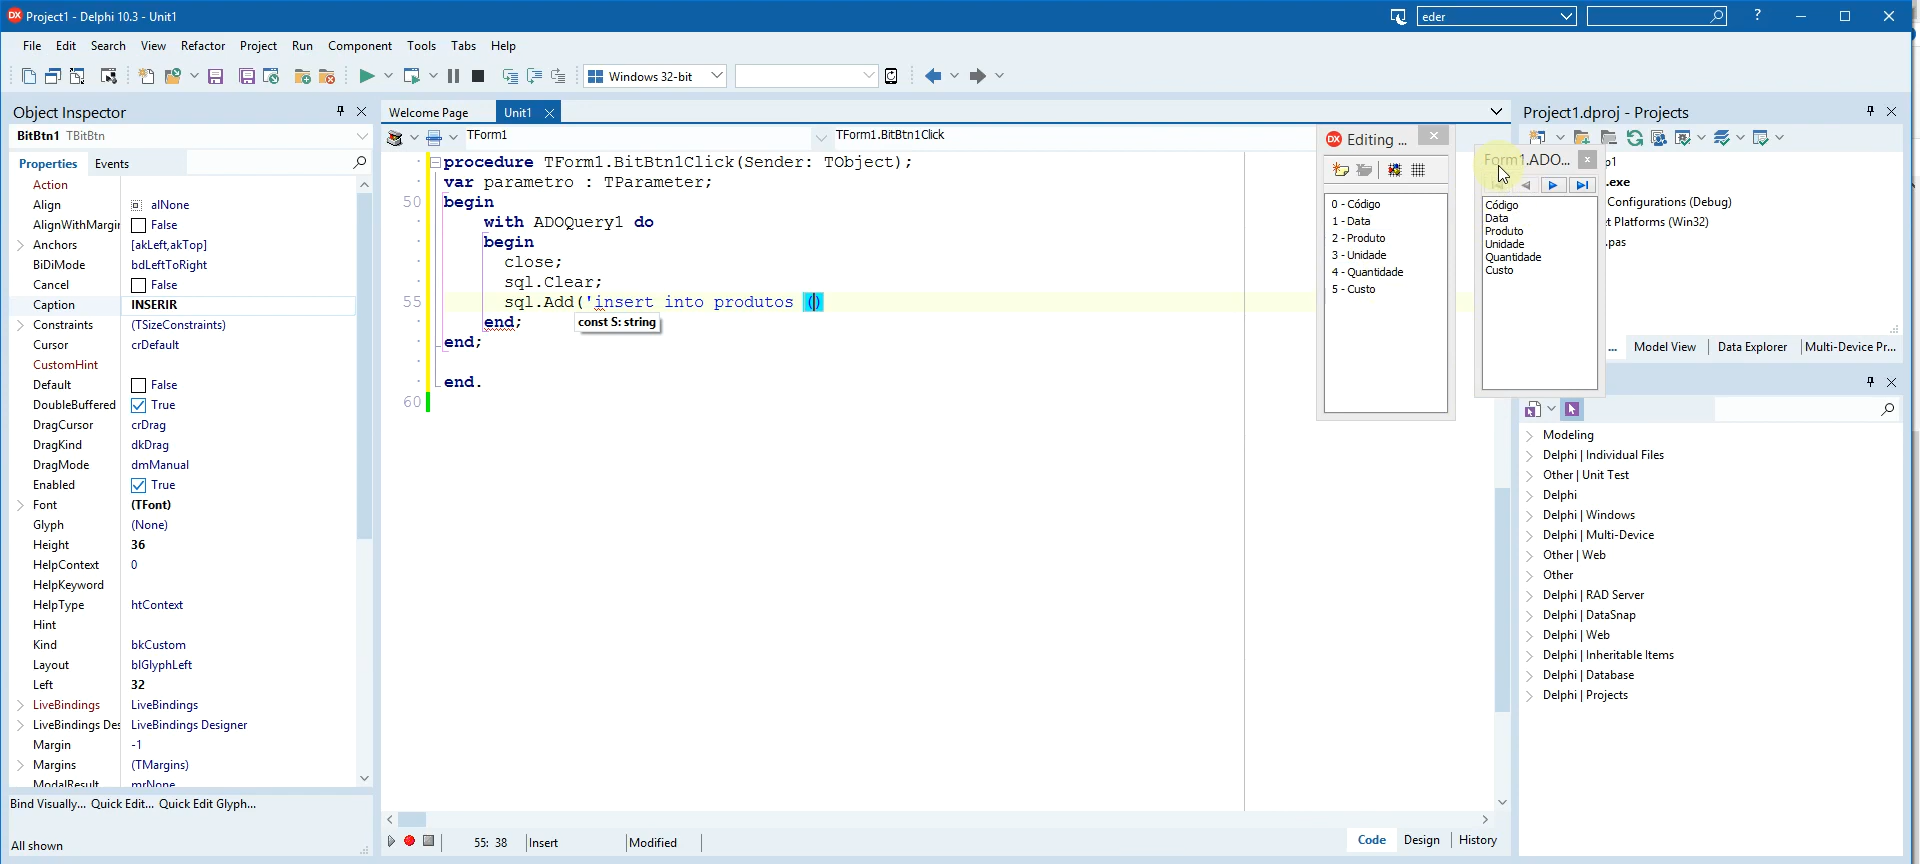 Project1 - Delphi 10.3 - Unit1
eder
?
File Edit Search View Refactor Project Run Component Tools Tabs Help
Windows 32-bit
Object Inspector
BitBtn1 TBitBtn
Properties Events
Action
Align alNone
AlignWithMargir False
Anchors [akLeft,akTop]
BiDiMode bdLeftToRight
Cancel False
Caption INSERIR
Constraints (TSizeConstraints)
Cursor crDefault
CustomHint
Default False
DoubleBuffered True
DragCursor crDrag
DragKind dkDrag
DragMode dmManual
Enabled True
Font (TFont)
Glyph (None)
Height 36
HelpContext 0
HelpKeyword
HelpType htContext
Hint
Kind bkCustom
Layout blGlyphLeft
Left 32
LiveBindings LiveBindings
LiveBindings Des LiveBindings Designer
Margin -1
Margins (TMargins)
ModalResult mrNone
Bind Visually... Quick Edit... Quick Edit Glyph...
All shown
Welcome Page Unit1
TForm1 TForm1.BitBtn1Click
procedure TForm1.BitBtn1Click(Sender: TObject);
var parametro : TParameter;
50 begin
with ADOQuery1 do
begin
close;
sql.Clear;
55 sql.Add('insert into produtos ()
end;
const S: string
end;
end.
60
55: 38 Insert Modified
Code Design History
Editing ...
0 - Código
1 - Data
2 - Produto
3 - Unidade
4 - Quantidade
5 - Custo
Form1.ADO...
Código
Data
Produto
Unidade
Quantidade
Custo
Project1.dproj - Projects
.exe
Configurations (Debug)
t Platforms (Win32)
.pas
... Model View Data Explorer Multi-Device Pr...
Modeling
Delphi | Individual Files
Other | Unit Test
Delphi
Delphi | Windows
Delphi | Multi-Device
Other | Web
Other
Delphi | RAD Server
Delphi | DataSnap
Delphi | Web
Delphi | Inheritable Items
Delphi | Database
Delphi | Projects